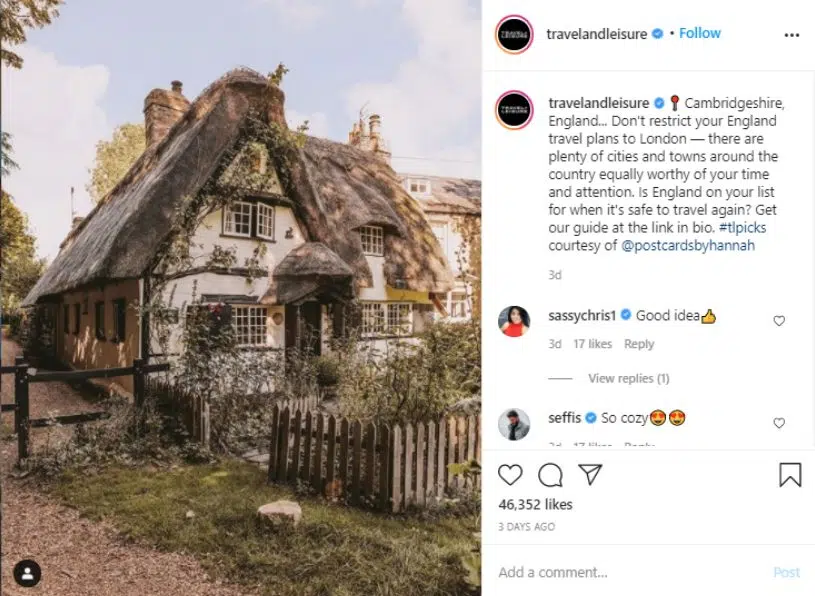 travelandleisure • Follow
travelandleisure 📍 Cambridgeshire,
England... Don't restrict your England
travel plans to London — there are
plenty of cities and towns around the
country equally worthy of your time
and attention. Is England on your list
for when it's safe to travel again? Get
our guide at the link in bio. #tlpicks
courtesy of @postcardsbyhannah
3d
sassychris1 Good idea👍
3d 17 likes Reply
View replies (1)
seffis So cozy😍😍
3d 17 likes Reply
46,352 likes
3 DAYS AGO
Add a comment... Post